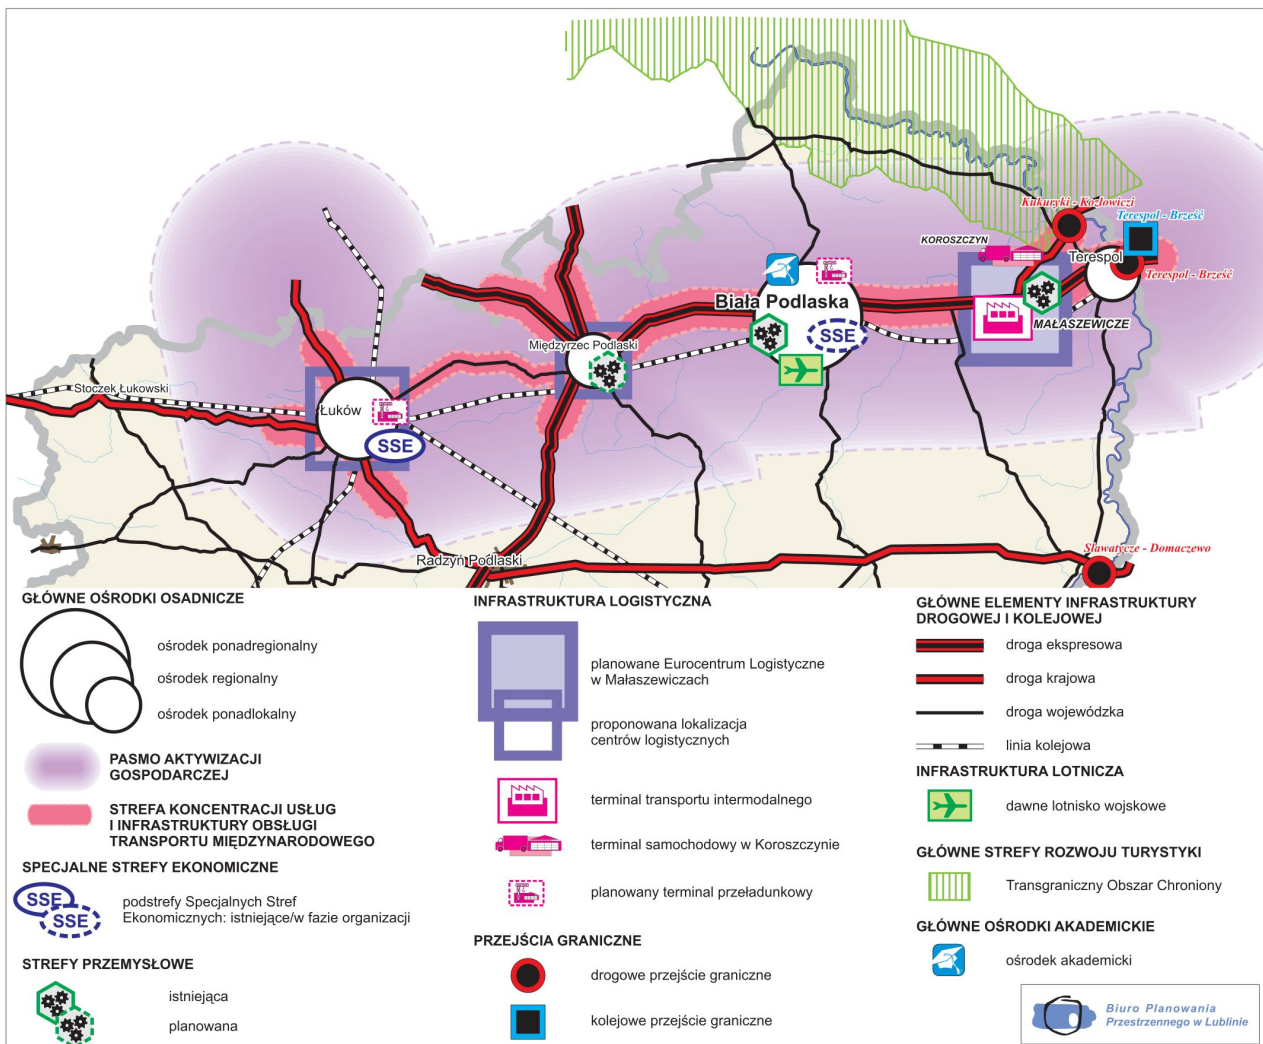 Kukuryki - Kozłowiczi
Terespol - Brześć
KOROSZCZYN
Terespol
Terespol - Brześć
Biała Podlaska
MAŁASZEWICZE
SSE
Międzyrzec Podlaski
Stoczek Łukowski
Łuków
SSE
Radzyń Podlaski
Sławatycze - Domaczewo
GŁÓWNE OŚRODKI OSADNICZE
ośrodek ponadregionalny
ośrodek regionalny
ośrodek ponadlokalny
PASMO AKTYWIZACJI
GOSPODARCZEJ
STREFA KONCENTRACJI USŁUG
I INFRASTRUKTURY OBSŁUGI
TRANSPORTU MIĘDZYNARODOWEGO
SPECJALNE STREFY EKONOMICZNE
SSE
SSE
podstrefy Specjalnych Stref
Ekonomicznych: istniejące/w fazie organizacji
STREFY PRZEMYSŁOWE
istniejąca
planowana
INFRASTRUKTURA LOGISTYCZNA
planowane Eurocentrum Logistyczne
w Małaszewiczach
proponowana lokalizacja
centrów logistycznych
terminal transportu intermodalnego
terminal samochodowy w Koroszczynie
planowany terminal przeładunkowy
PRZEJŚCIA GRANICZNE
drogowe przejście graniczne
kolejowe przejście graniczne
GŁÓWNE ELEMENTY INFRASTRUKTURY
DROGOWEJ I KOLEJOWEJ
droga ekspresowa
droga krajowa
droga wojewódzka
linia kolejowa
INFRASTRUKTURA LOTNICZA
dawne lotnisko wojskowe
GŁÓWNE STREFY ROZWOJU TURYSTYKI
Transgraniczny Obszar Chroniony
GŁÓWNE OŚRODKI AKADEMICKIE
ośrodek akademicki
Biuro Planowania
Przestrzennego w Lublinie